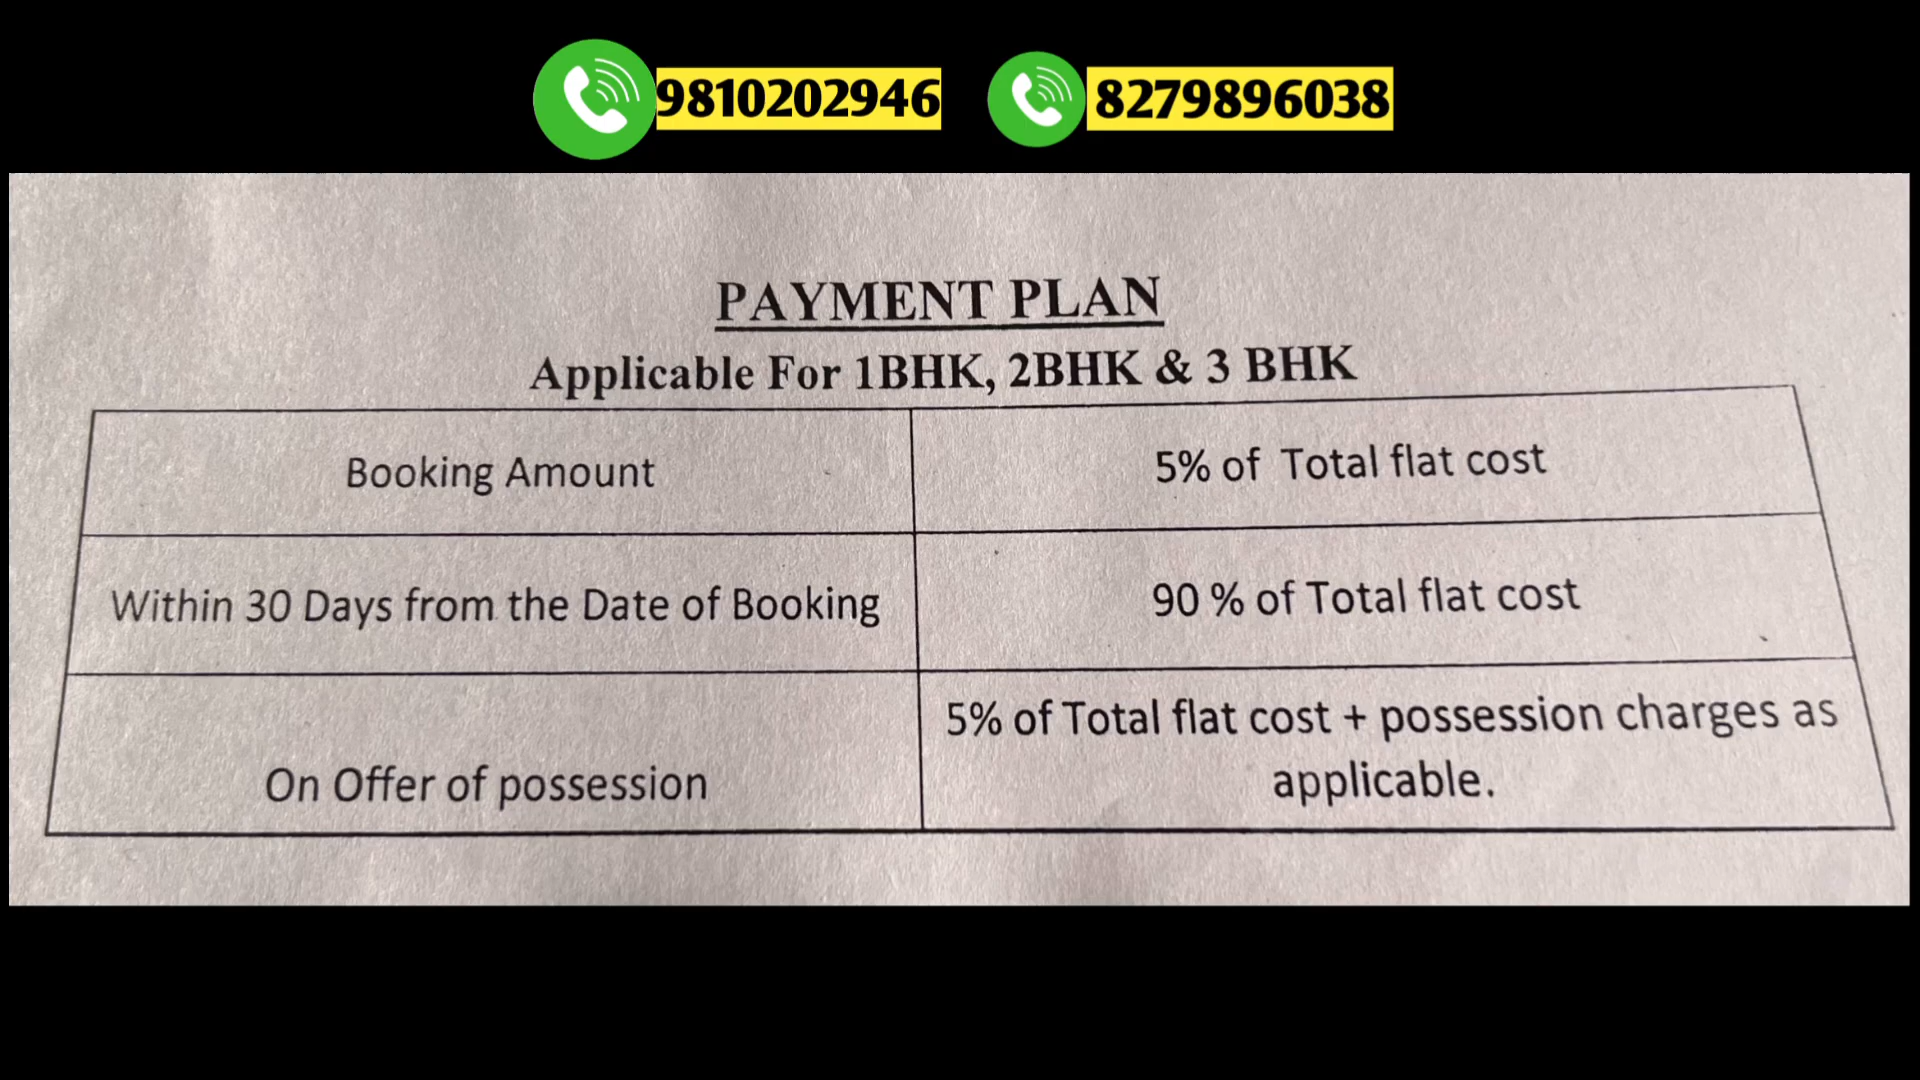 9810202946 8279896038
PAYMENT PLAN
Applicable For 1BHK, 2BHK & 3 BHK
Booking Amount
5% of Total flat cost
Within 30 Days from the Date of Booking
90 % of Total flat cost
On Offer of possession
5% of Total flat cost + possession charges as
applicable.